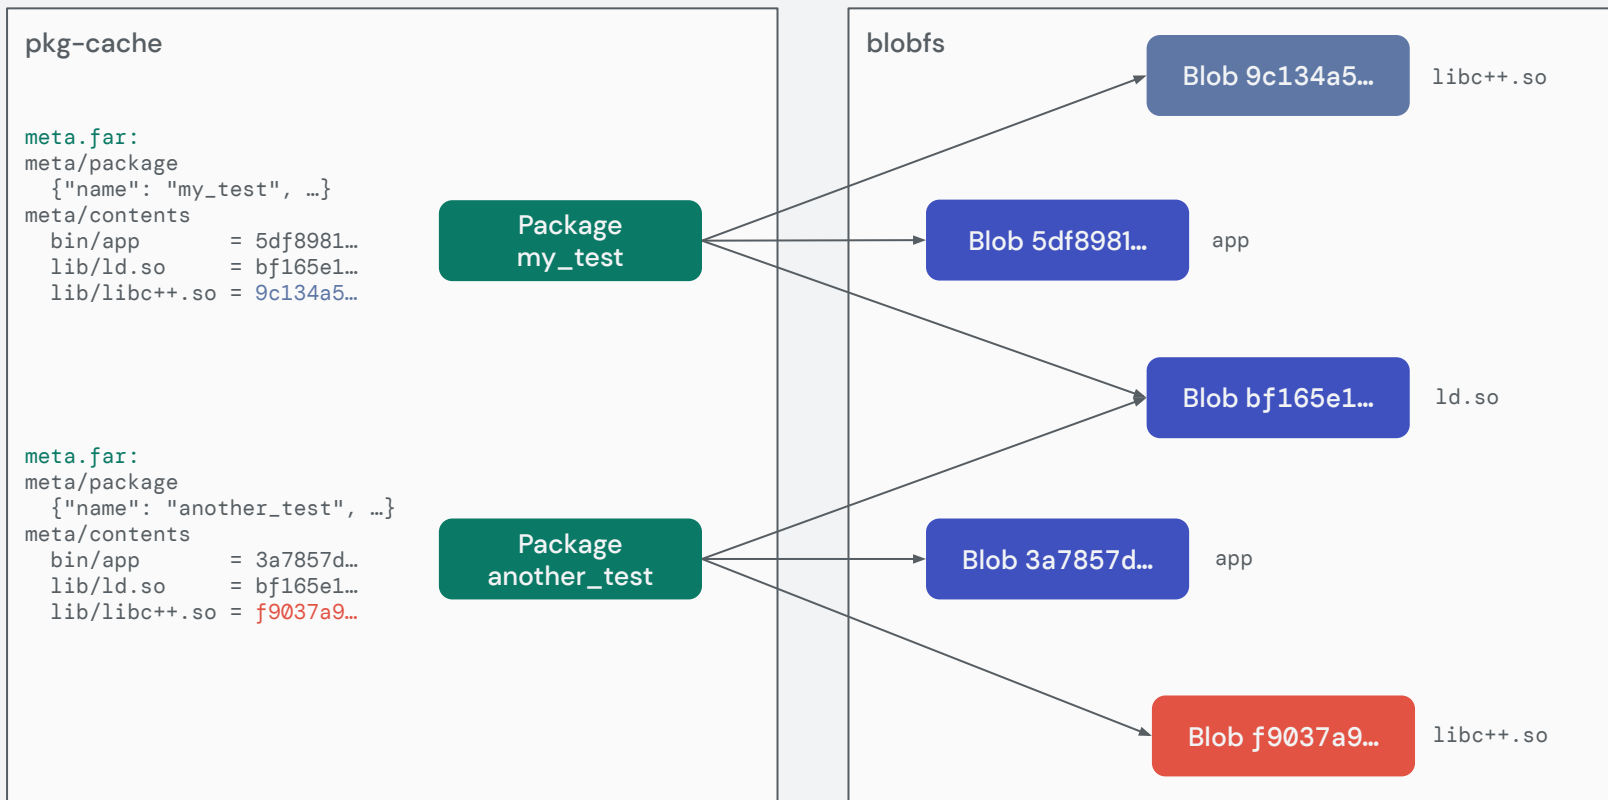 pkg-cache
meta.far:
meta/package
  {"name": "my_test", …}
meta/contents
  bin/app       = 5df8981…
  lib/ld.so     = bf165e1…
  lib/libc++.so = 9c134a5…
Package
my_test
meta.far:
meta/package
  {"name": "another_test", …}
meta/contents
  bin/app       = 3a7857d…
  lib/ld.so     = bf165e1…
  lib/libc++.so = f9037a9…
Package
another_test
blobfs
Blob 9c134a5… libc++.so
Blob 5df8981… app
Blob bf165e1… ld.so
Blob 3a7857d… app
Blob f9037a9… libc++.so